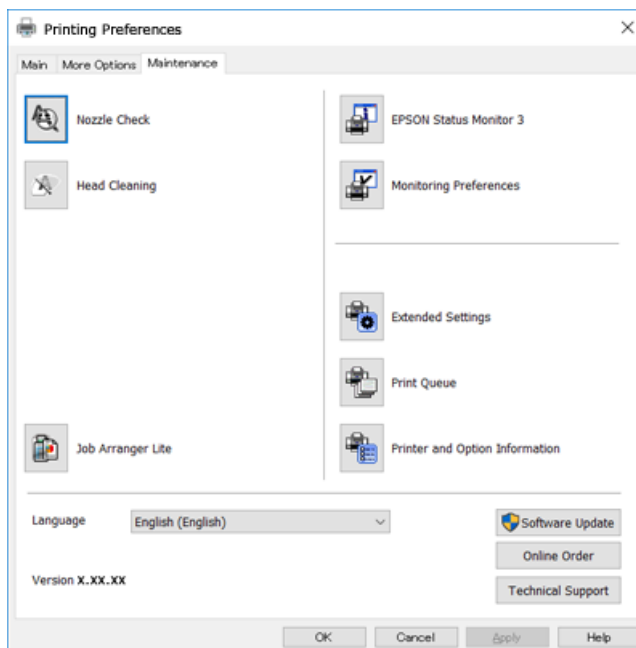 Printing Preferences
Main
More Options
Maintenance
Nozzle Check
Head Cleaning
Job Arranger Lite
EPSON Status Monitor 3
Monitoring Preferences
Extended Settings
Print Queue
Printer and Option Information
Language
English (English)
Software Update
Online Order
Version X.XX.XX
Technical Support
OK
Cancel
Apply
Help